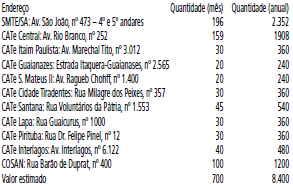 Quantidade (mês) Quantidade (anual)
SMTE/SA: Av. São João, nº 473 – 4º e 5º andares 196 2.352
CATe Central: Av. Rio Branco, nº 252 159 1908
CATe Itaim Paulista: Av. Marechal Tito, nº 3.012 30 360
CATe Guaianazes: Estrada Itaquera-Guaianases, nº 2.565 20 240
CATe S. Mateus II: Av. Ragueb Chohfi, nº 1.400 20 240
CATe Cidade Tiradentes: Rua Milagre dos Peixes, nº 357 30 360
CATe Santana: Rua Voluntários da Pátria, nº 1.553 45 540
CATe Lapa: Rua Guaicurus, nº 1000 30 360
CATe Pirituba: Rua Dr. Felipe Pinel, nº 12 30 360
CATe Interlagos: Av. Interlagos, nº 6.122 40 480
COSAN: Rua Barão de Duprat, nº 400 100 1200
Valor estimado 700 8.400